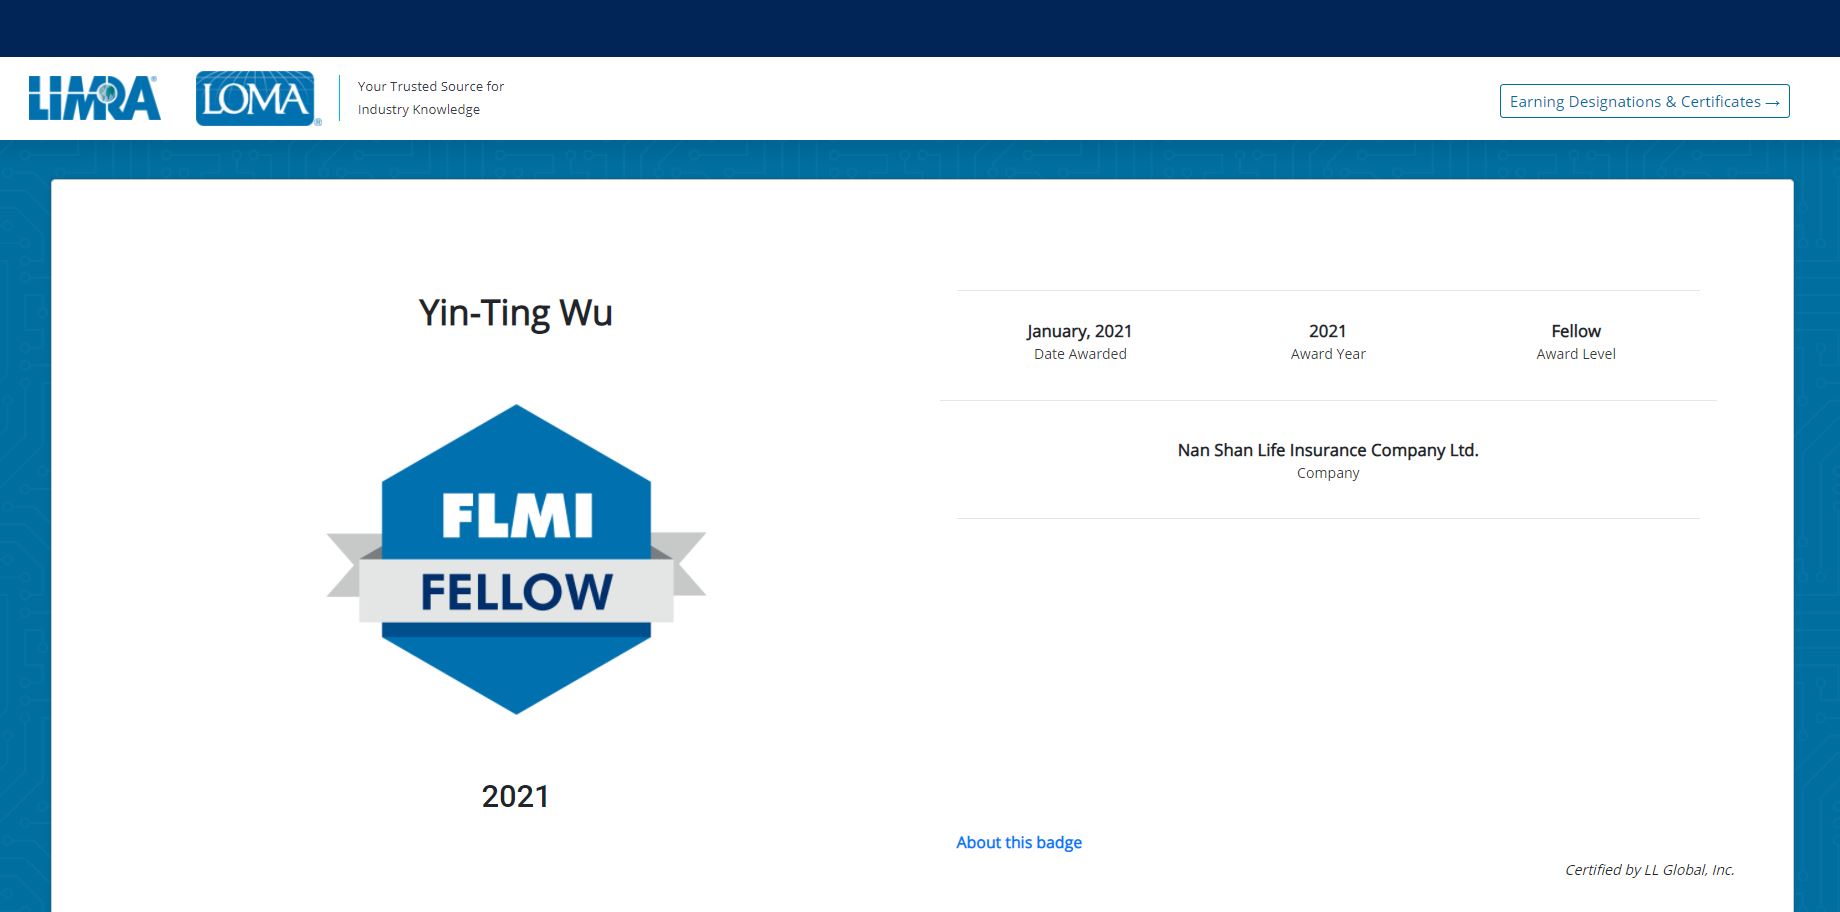 LIMRA®
LOMA®
Your Trusted Source for
Industry Knowledge
Earning Designations & Certificates →
Yin-Ting Wu
FLMI
FELLOW
2021
January, 2021
Date Awarded
2021
Award Year
Fellow
Award Level
Nan Shan Life Insurance Company Ltd.
Company
About this badge
Certified by LL Global, Inc.